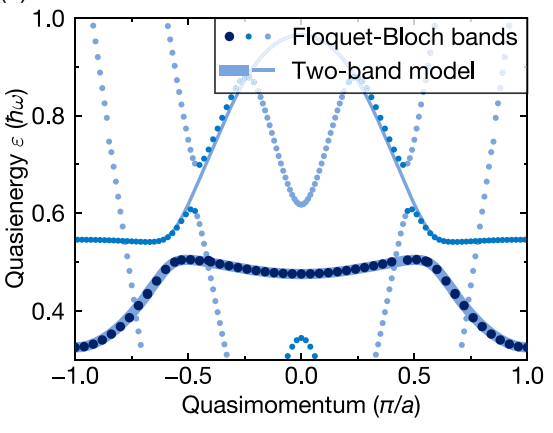 1.0
0.8
0.6
0.4
Quasienergy ε (ħω)
Floquet-Bloch bands
Two-band model
−1.0 −0.5 0.0 0.5 1.0
Quasimomentum (π/a)